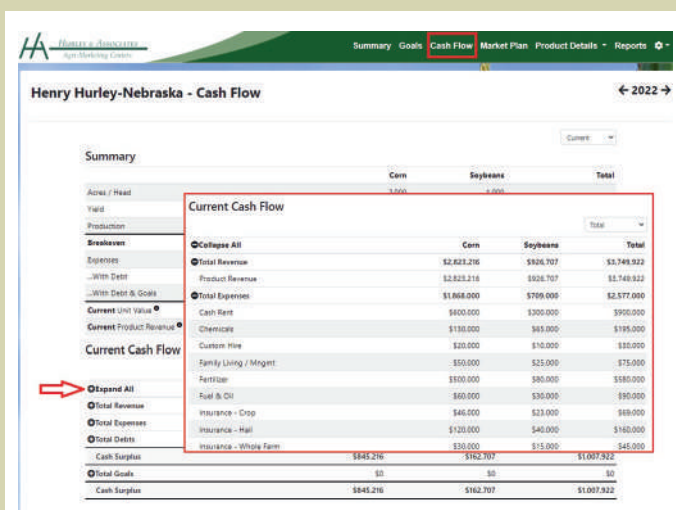 HURLEY & ASSOCIATES
Agri-Marketing Centers
Summary Goals Cash Flow Market Plan Product Details Reports
Henry Hurley-Nebraska - Cash Flow
← 2022 →
Current
Summary
Corn Soybeans Total
Acres / Head
Yield
Production
Breakeven
Expenses
...With Debt
...With Debt & Goals
Current Unit Value
Current Product Revenue
Current Cash Flow
Expand All
Total Revenue
Total Expenses
Total Debts
Cash Surplus $845,216 $162,707 $1,007,922
Total Goals $0 $0 $0
Cash Surplus $845,216 $162,707 $1,007,922
Current Cash Flow
Total
Collapse All Corn Soybeans Total
Total Revenue $2,823,216 $926,707 $3,749,922
Product Revenue $2,823,216 $926,707 $3,749,922
Total Expenses $1,868,000 $709,000 $2,577,000
Cash Rent $600,000 $300,000 $900,000
Chemicals $130,000 $65,000 $195,000
Custom Hire $20,000 $10,000 $30,000
Family Living / Mngmt $50,000 $25,000 $75,000
Fertilizer $500,000 $80,000 $580,000
Fuel & Oil $60,000 $30,000 $90,000
Insurance - Crop $46,000 $23,000 $69,000
Insurance - Hail $120,000 $40,000 $160,000
Insurance - Whole Farm $30,000 $15,000 $45,000